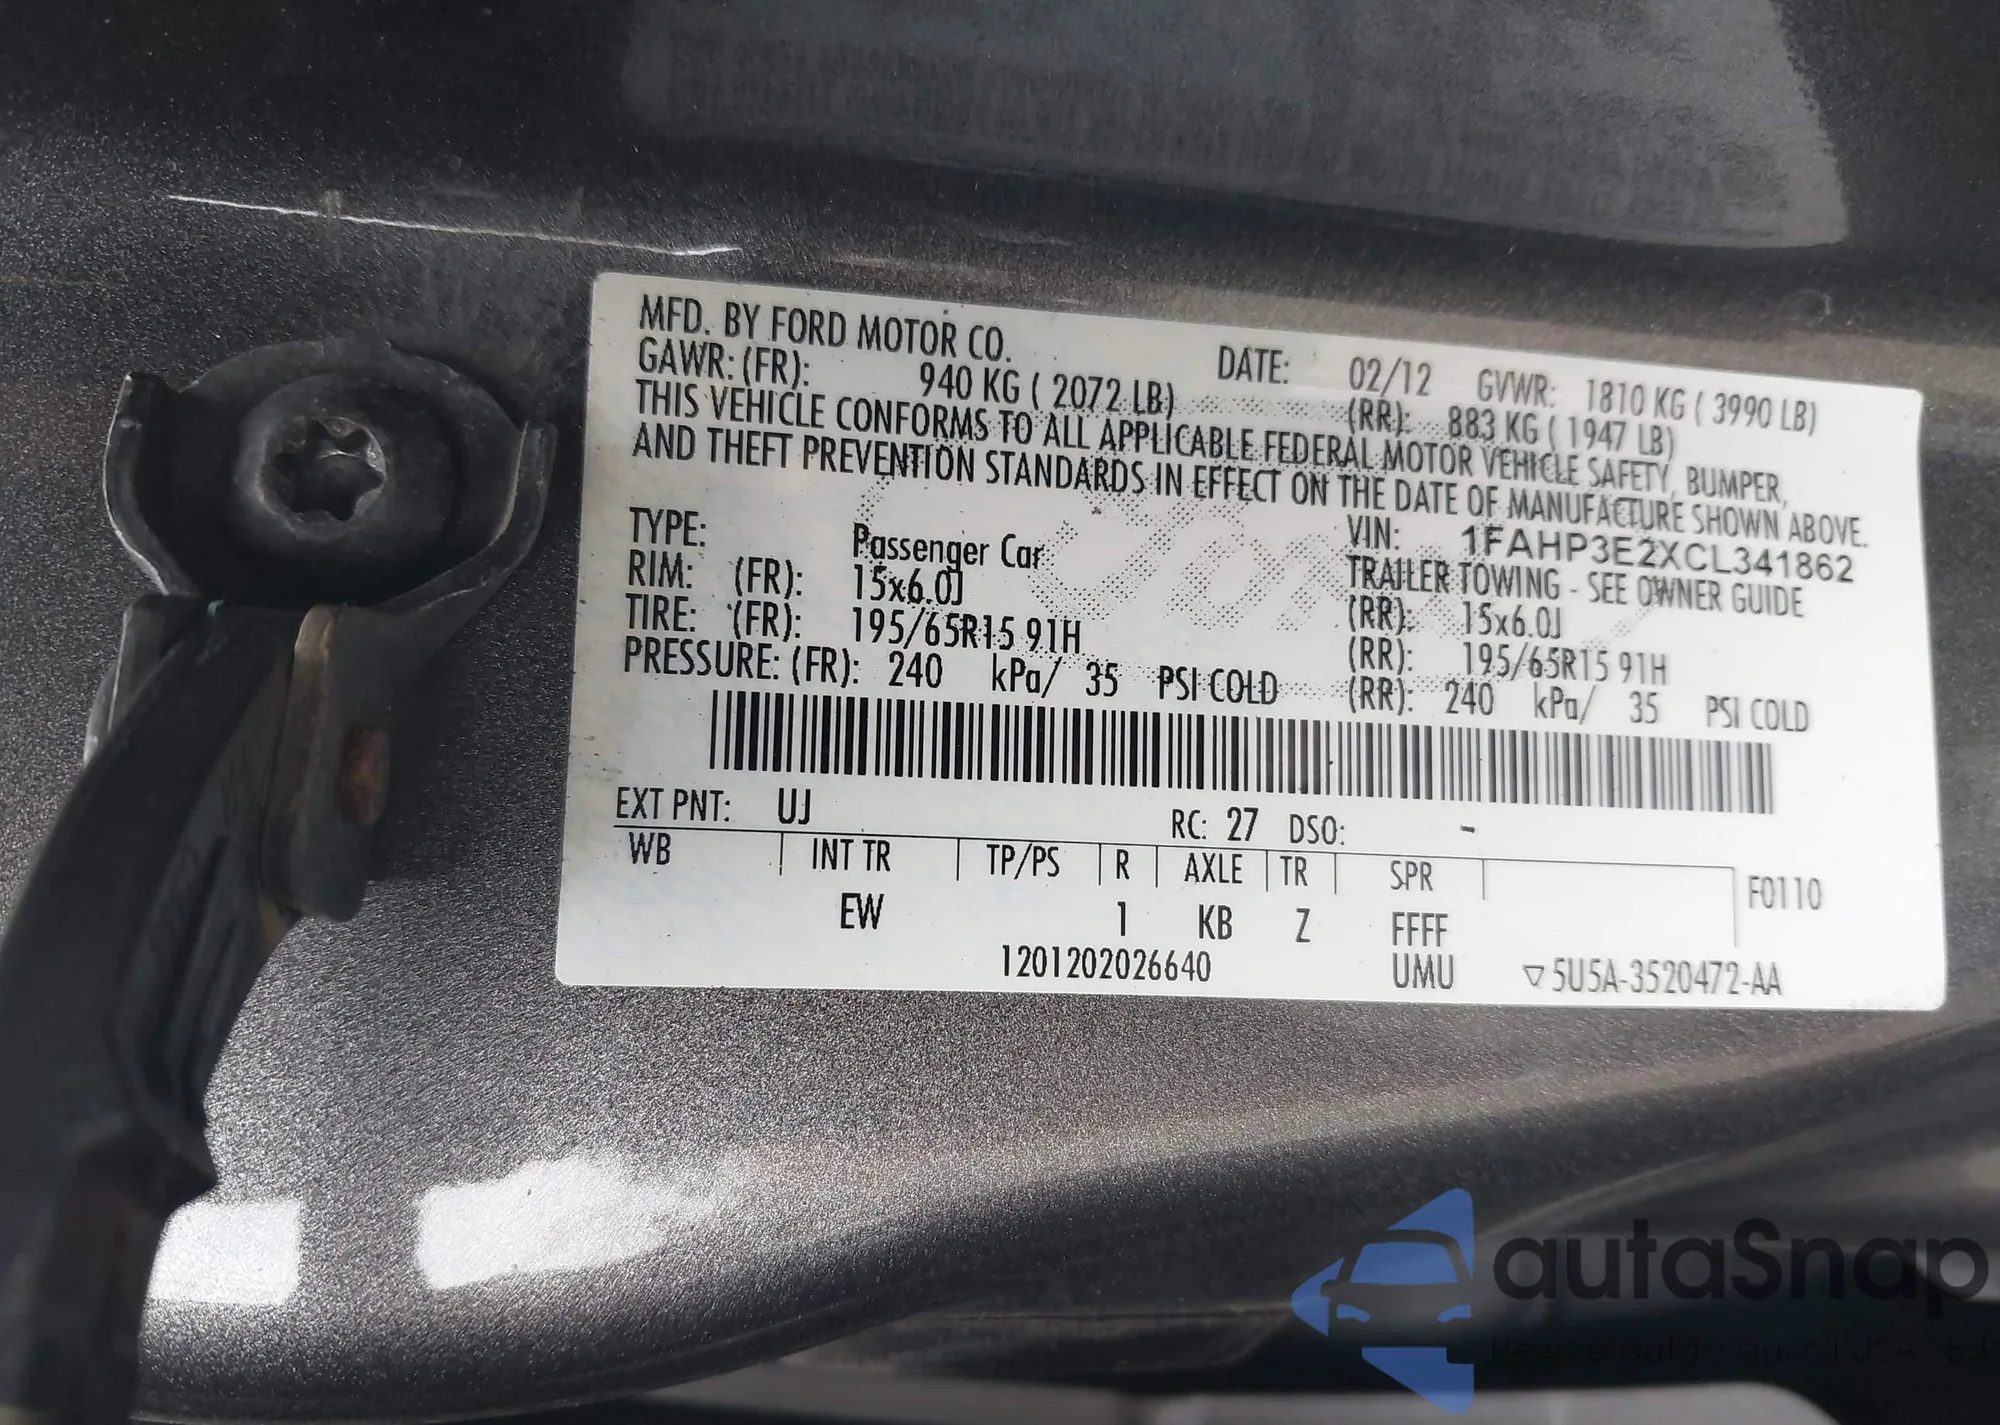 MFD. BY FORD MOTOR CO.
DATE: 02/12 GVWR: 1810 KG ( 3990 LB)
GAWR: (FR): 940 KG ( 2072 LB) (RR): 883 KG ( 1947 LB)
THIS VEHICLE CONFORMS TO ALL APPLICABLE FEDERAL MOTOR VEHICLE SAFETY, BUMPER,
AND THEFT PREVENTION STANDARDS IN EFFECT ON THE DATE OF MANUFACTURE SHOWN ABOVE.
VIN: 1FAHP3E2XCL341862
TYPE: Passenger Car TRAILER TOWING - SEE OWNER GUIDE
RIM: (FR): 15x6.0J (RR): 15x6.0J
TIRE: (FR): 195/65R15 91H (RR): 195/65R15 91H
PRESSURE: (FR): 240 kPa/ 35 PSI COLD (RR): 240 kPa/ 35 PSI COLD
EXT PNT: UJ RC: 27 DSO: -
WB INT TR TP/PS R AXLE TR SPR F0110
EW 1 KB Z FFFF
1201202026640 UMU ▽5U5A-3520472-AA
autaSnap